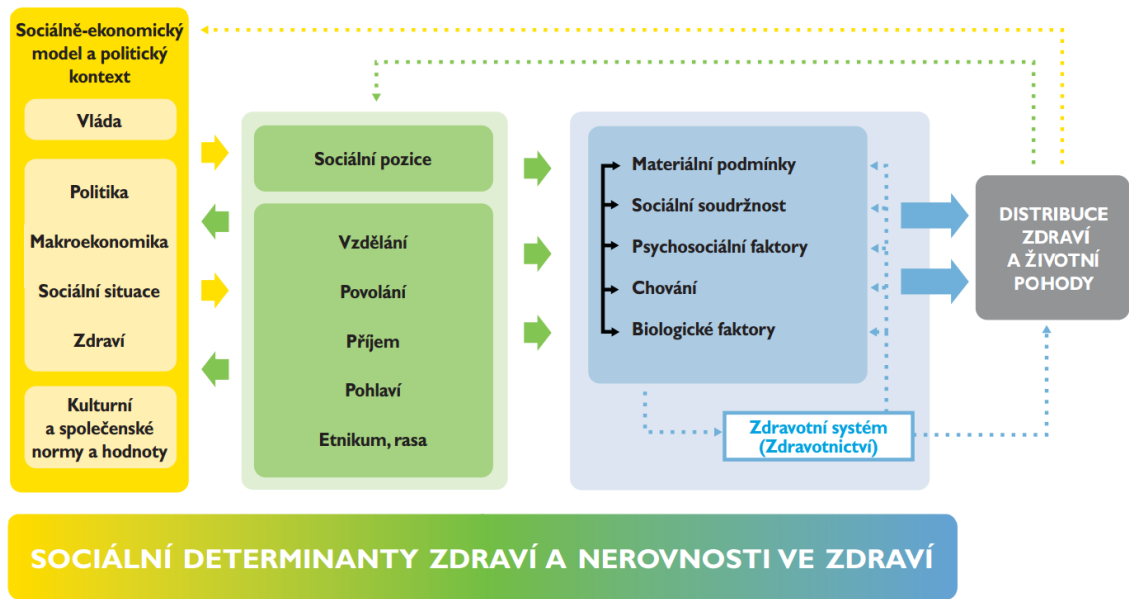 Sociálně-ekonomický
model a politický
kontext
Vláda
Politika
Makroekonomika
Sociální situace
Zdraví
Kulturní
a společenské
normy a hodnoty
Sociální pozice
Vzdělání
Povolání
Příjem
Pohlaví
Etnikum, rasa
Materiální podmínky
Sociální soudržnost
Psychosociální faktory
Chování
Biologické faktory
Zdravotní systém
(Zdravotnictví)
DISTRIBUCE
ZDRAVÍ
A ŽIVOTNÍ
POHODY
SOCIÁLNÍ DETERMINANTY ZDRAVÍ A NEROVNOSTI VE ZDRAVÍ